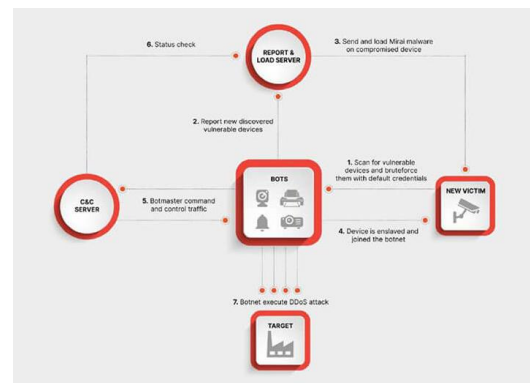 6. Status check
REPORT &
LOAD SERVER
3. Send and load Mirai malware
on compromised device
2. Report new discovered
vulnerable devices
1. Scan for vulnerable
devices and bruteforce
them with default credentials
BOTS
C&C
SERVER
5. Botmaster command
and control traffic
NEW VICTIM
4. Device is enslaved and
joined the botnet
7. Botnet execute DDoS attack
TARGET